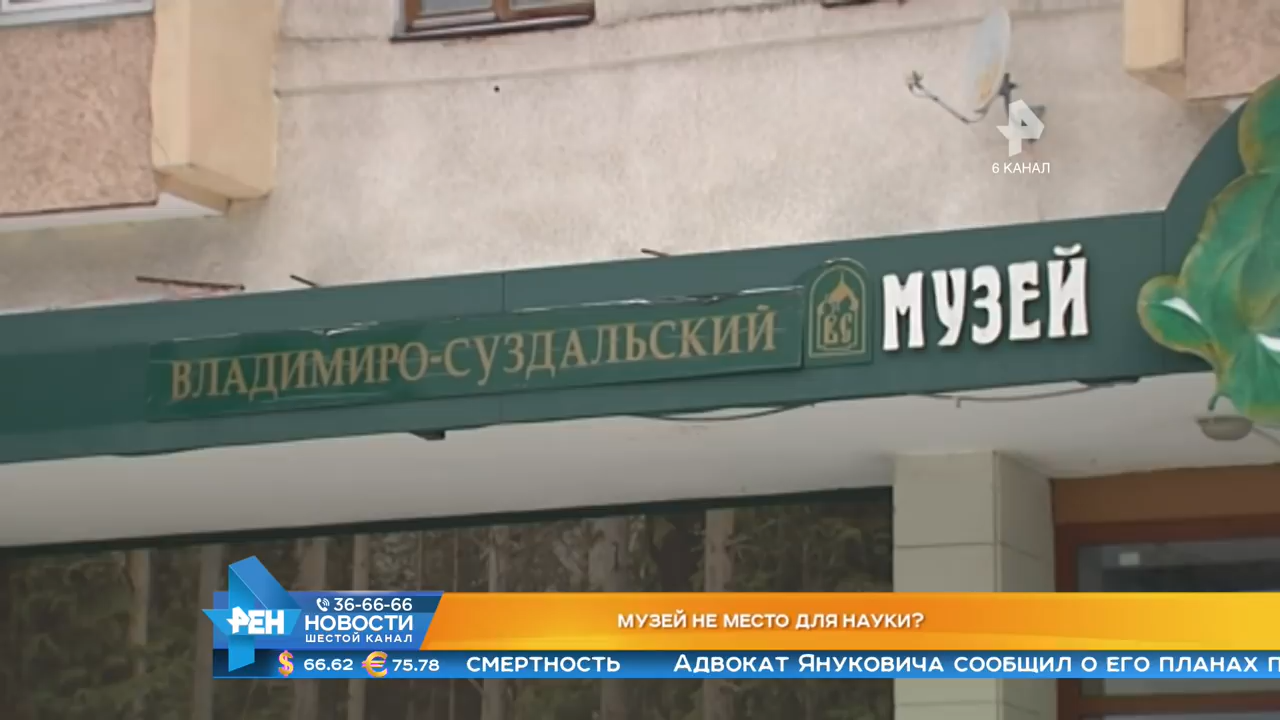 6 КАНАЛ
ВЛАДИМИРО-СУЗДАЛЬСКИЙ ВС МУЗЕЙ
РЕН
36-66-66
НОВОСТИ
ШЕСТОЙ КАНАЛ
МУЗЕЙ НЕ МЕСТО ДЛЯ НАУКИ?
$ 66.62 € 75.78 СМЕРТНОСТЬ АДВОКАТ ЯНУКОВИЧА СООБЩИЛ О ЕГО ПЛАНАХ П